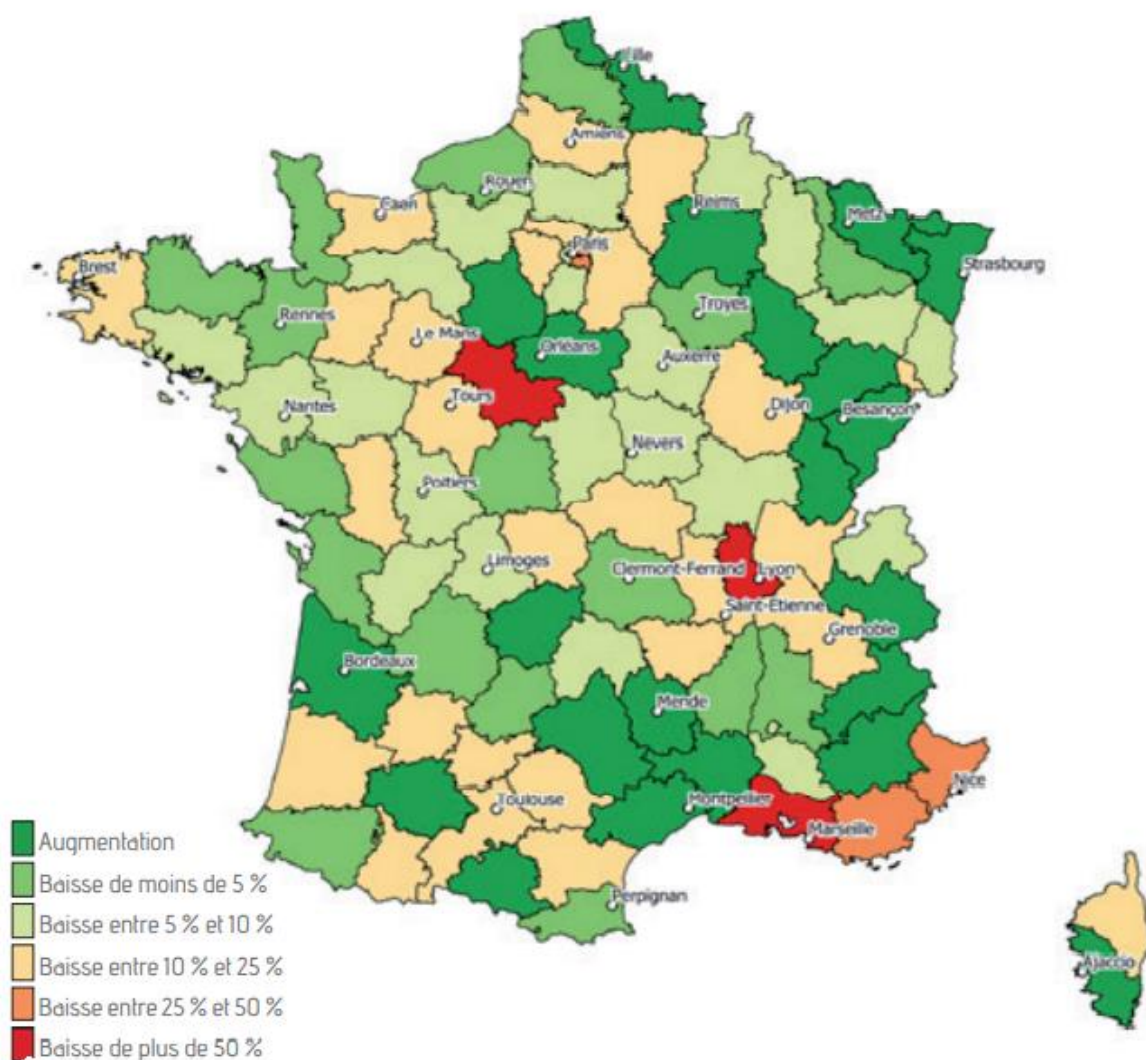 Lille
Amiens
Rouen
Caen
Reims
Metz
Paris
Strasbourg
Brest
Rennes
Troyes
Le Mans
Orléans
Auxerre
Nantes
Tours
Dijon
Besançon
Nevers
Poitiers
Limoges
Clermont-Ferrand
Lyon
Saint-Etienne
Grenoble
Bordeaux
Mende
Nice
Toulouse
Montpellier
Marseille
Perpignan
Ajaccio
Augmentation
Baisse de moins de 5 %
Baisse entre 5 % et 10 %
Baisse entre 10 % et 25 %
Baisse entre 25 % et 50 %
Baisse de plus de 50 %